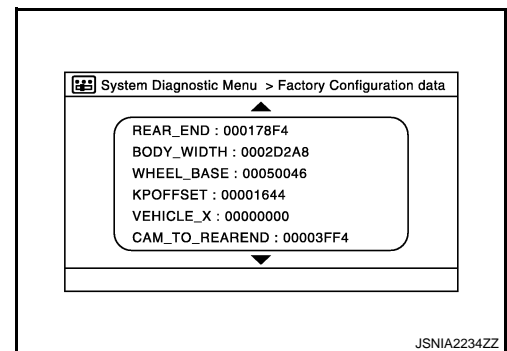 System Diagnostic Menu > Factory Configuration data
REAR_END : 000178F4
BODY_WIDTH : 0002D2A8
WHEEL_BASE : 00050046
KPOFFSET : 00001644
VEHICLE_X : 00000000
CAM_TO_REAREND : 00003FF4
JSNIA2234ZZ